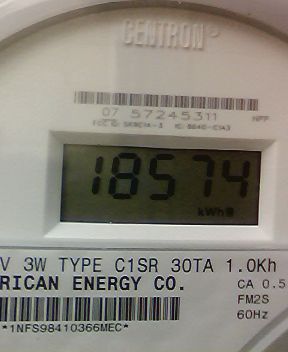 CENTRON®
07 57245311
18574
kWh
V 3W TYPE C1SR 30TA 1.0Kh
RICAN ENERGY CO.
CA 0.5
FM2S
60Hz
*1NFS98410366MEC*